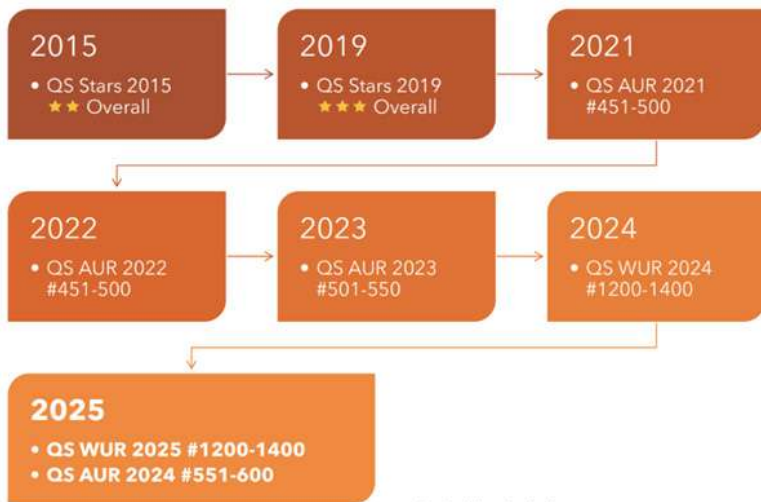 2015
• QS Stars 2015
★★ Overall
2019
• QS Stars 2019
★★★ Overall
2021
• QS AUR 2021
#451-500
2022
• QS AUR 2022
#451-500
2023
• QS AUR 2023
#501-550
2024
• QS WUR 2024
#1200-1400
2025
• QS WUR 2025 #1200-1400
• QS AUR 2024 #551-600